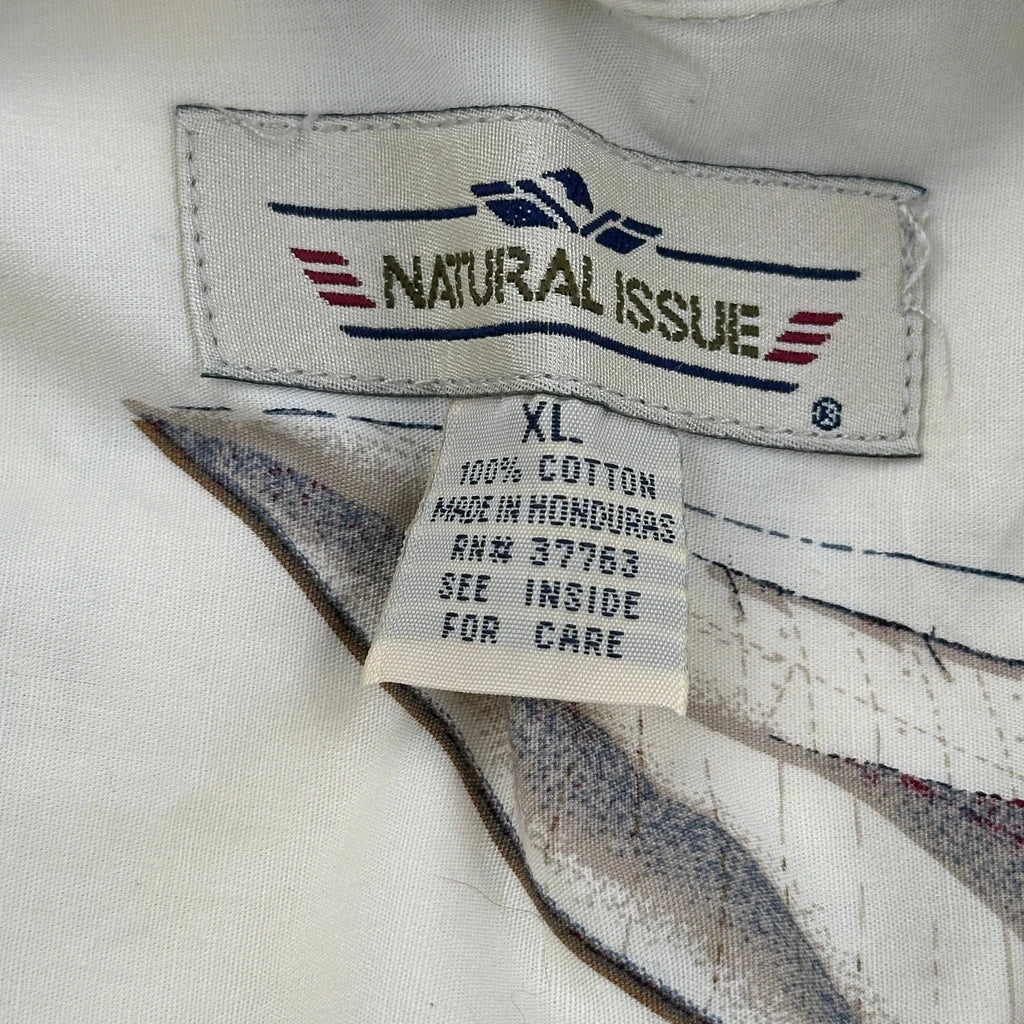 NATURAL ISSUE
®
XL
100% COTTON
MADE IN HONDURAS
RN# 37763
SEE INSIDE
FOR CARE